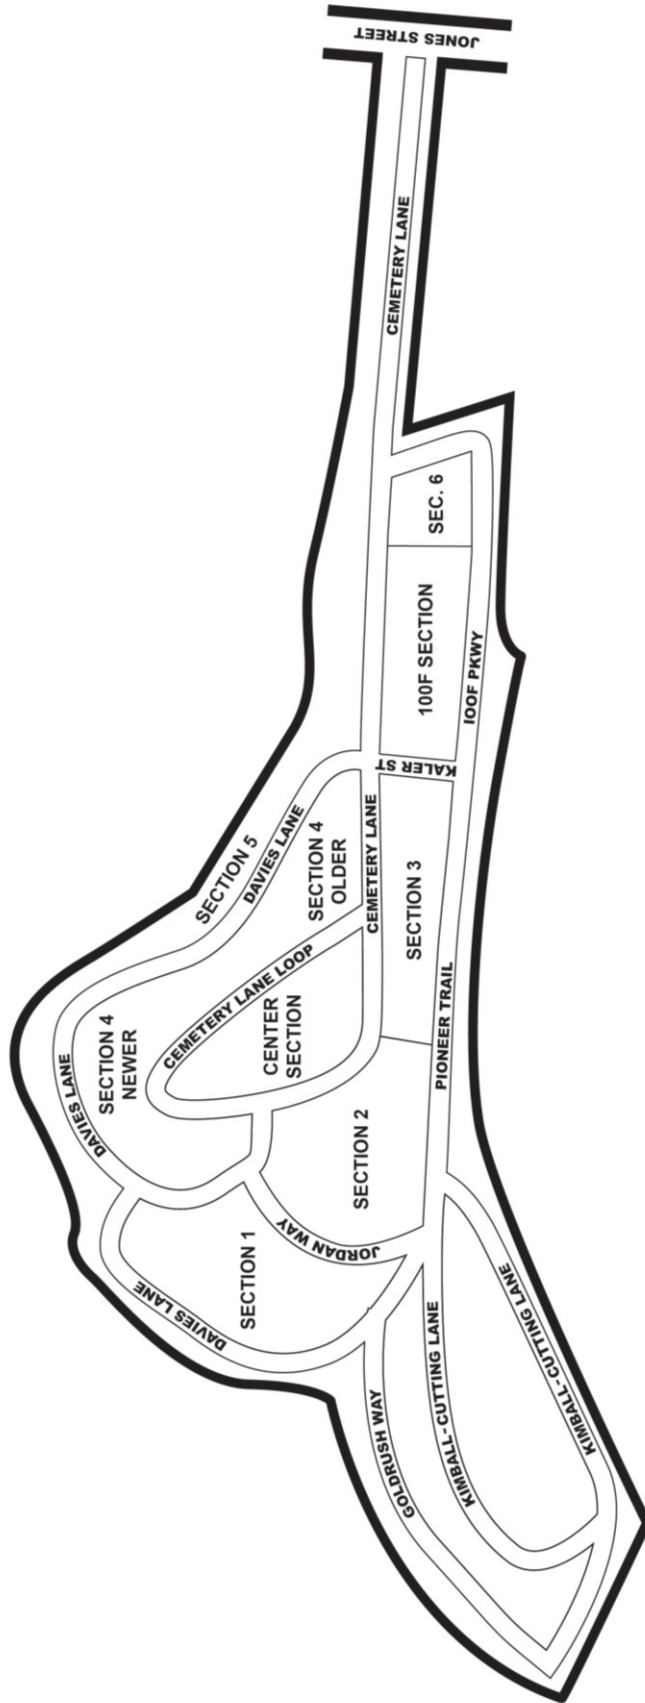 JONES STREET
CEMETERY LANE
SEC. 6
100F SECTION
IOOF PKWY
KALER ST
SECTION 5
DAVIES LANE
SECTION 4
OLDER
CEMETERY LANE
SECTION 3
CEMETERY LANE LOOP
CENTER
SECTION
PIONEER TRAIL
SECTION 4
NEWER
DAVIES LANE
SECTION 2
JORDAN WAY
SECTION 1
DAVIES LANE
GOLDRUSH WAY
KIMBALL-CUTTING LANE
KIMBALL-CUTTING LANE